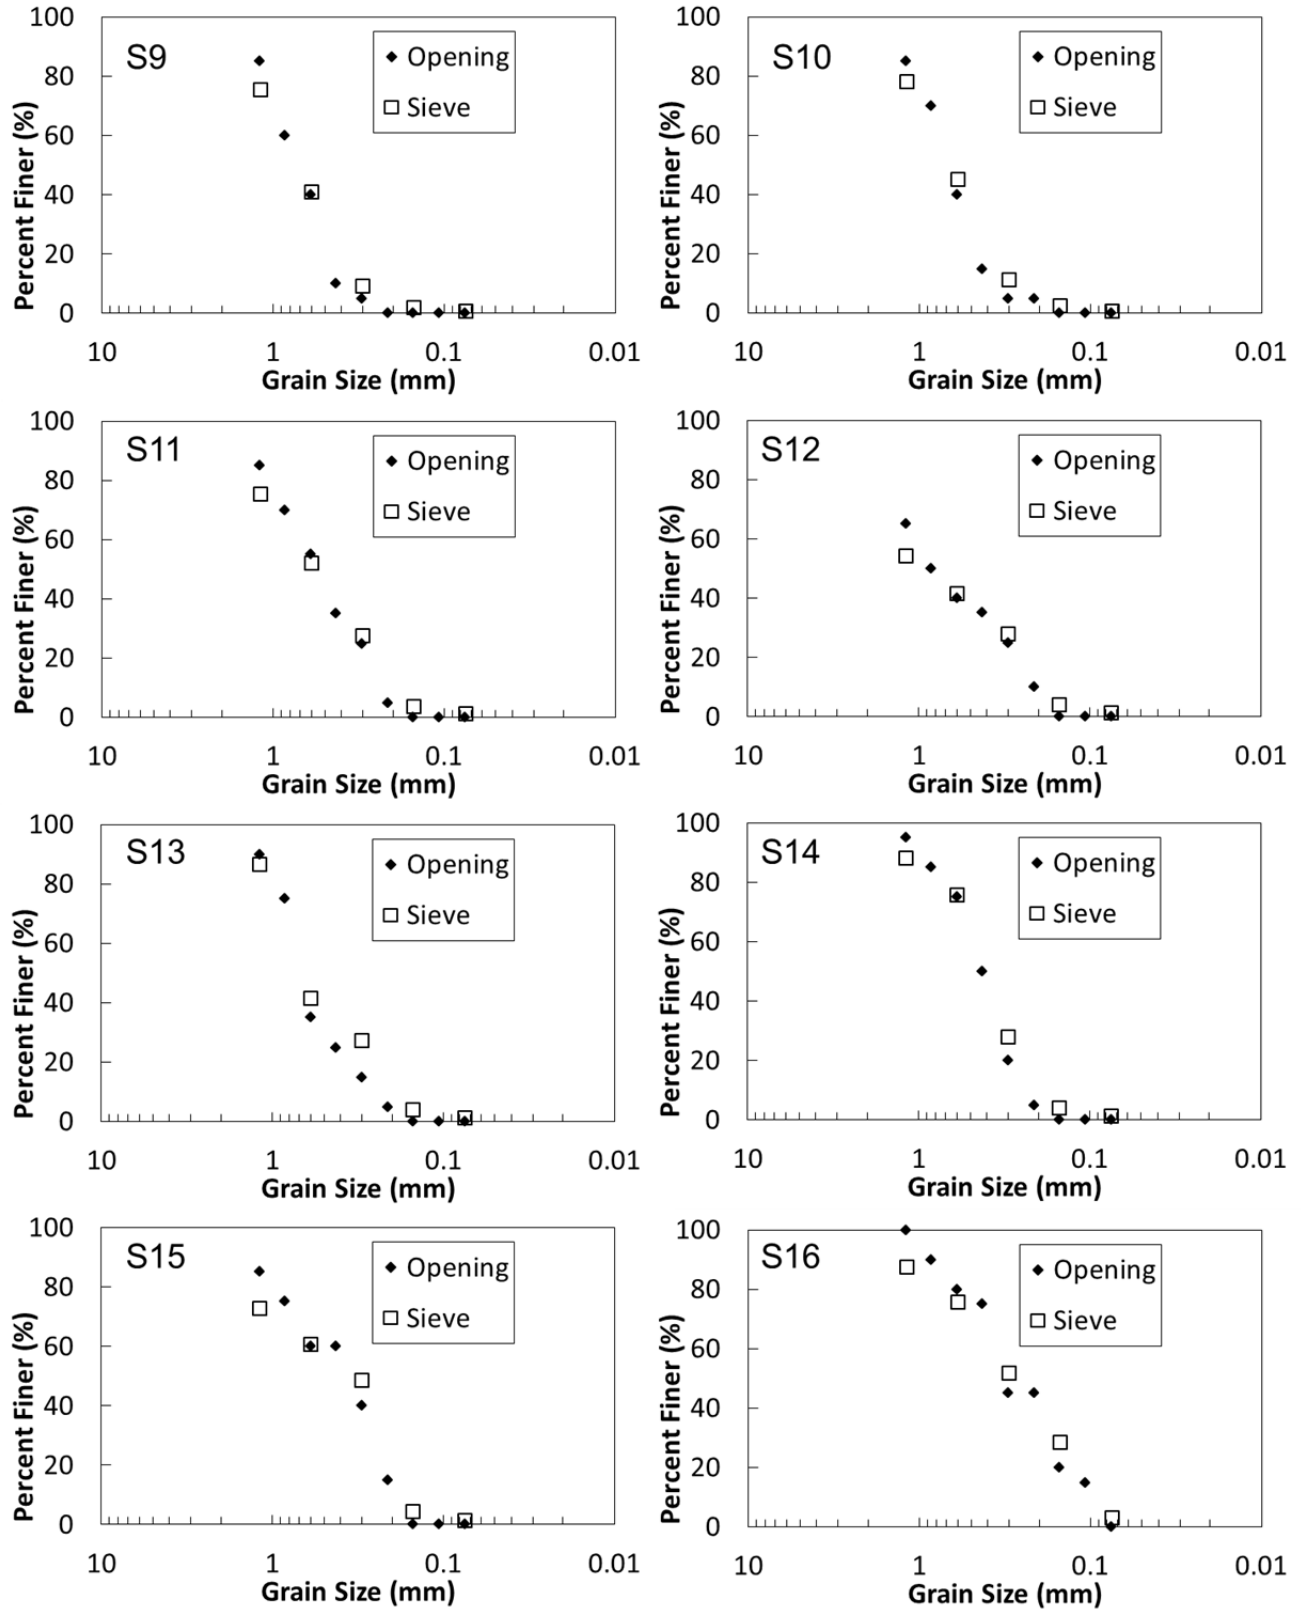 100
80
60
40
20
0
Percent Finer (%)
S9
Opening
Sieve
10 1 0.1 0.01
Grain Size (mm)
100
80
60
40
20
0
Percent Finer (%)
S10
Opening
Sieve
10 1 0.1 0.01
Grain Size (mm)
100
80
60
40
20
0
Percent Finer (%)
S11
Opening
Sieve
10 1 0.1 0.01
Grain Size (mm)
100
80
60
40
20
0
Percent Finer (%)
S12
Opening
Sieve
10 1 0.1 0.01
Grain Size (mm)
100
80
60
40
20
0
Percent Finer (%)
S13
Opening
Sieve
10 1 0.1 0.01
Grain Size (mm)
100
80
60
40
20
0
Percent Finer (%)
S14
Opening
Sieve
10 1 0.1 0.01
Grain Size (mm)
100
80
60
40
20
0
Percent Finer (%)
S15
Opening
Sieve
10 1 0.1 0.01
Grain Size (mm)
100
80
60
40
20
0
Percent Finer (%)
S16
Opening
Sieve
10 1 0.1 0.01
Grain Size (mm)